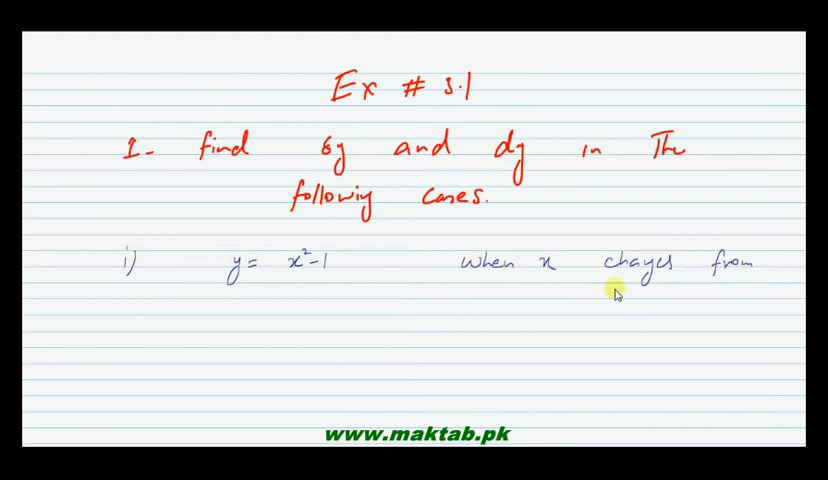 Ex # 3.1
1- find δy and dy in The
following cases.
i) y = x²-1 when x changes from
www.maktab.pk